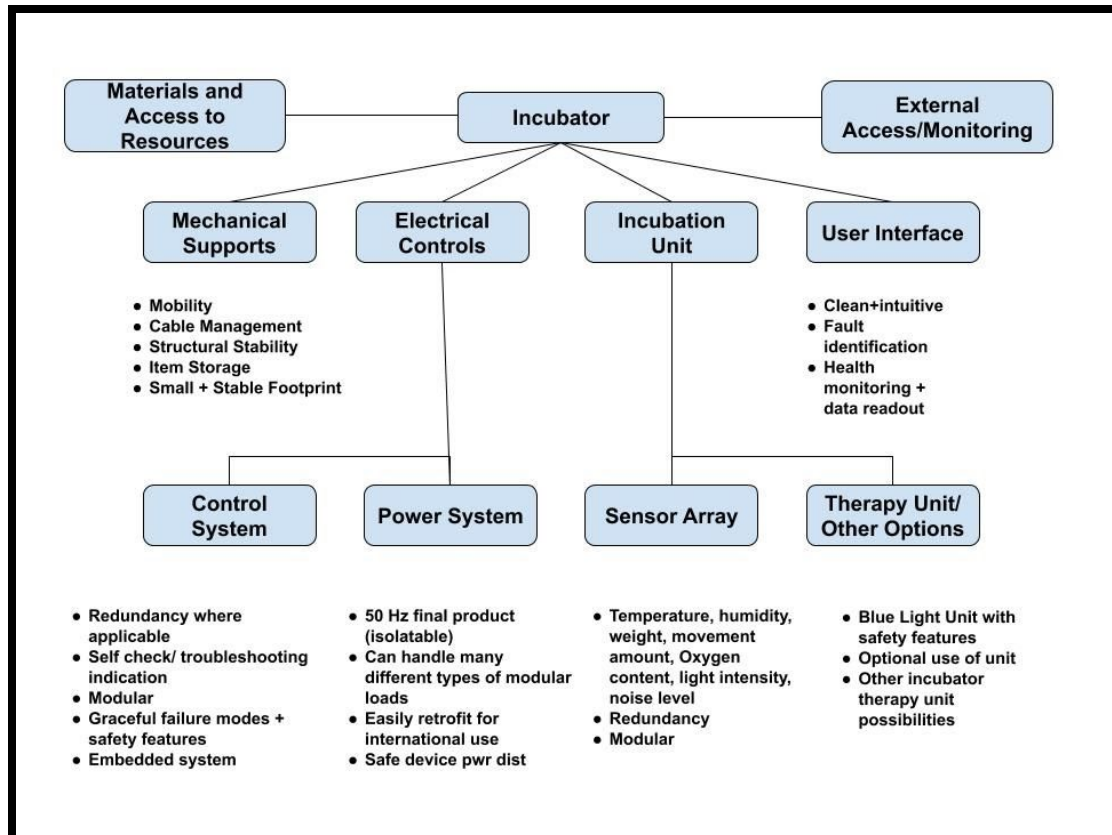 Materials and
Access to
Resources
Incubator
External
Access/Monitoring
Mechanical
Supports
Electrical
Controls
Incubation
Unit
User Interface
● Mobility
● Cable Management
● Structural Stability
● Item Storage
● Small + Stable Footprint
● Clean+intuitive
● Fault
identification
● Health
monitoring +
data readout
Control
System
Power System
Sensor Array
Therapy Unit/
Other Options
● Redundancy where
applicable
● Self check/ troubleshooting
indication
● Modular
● Graceful failure modes +
safety features
● Embedded system
● 50 Hz final product
(isolatable)
● Can handle many
different types of modular
loads
● Easily retrofit for
international use
● Safe device pwr dist
● Temperature, humidity,
weight, movement
amount, Oxygen
content, light intensity,
noise level
● Redundancy
● Modular
● Blue Light Unit with
safety features
● Optional use of unit
● Other incubator
therapy unit
possibilities